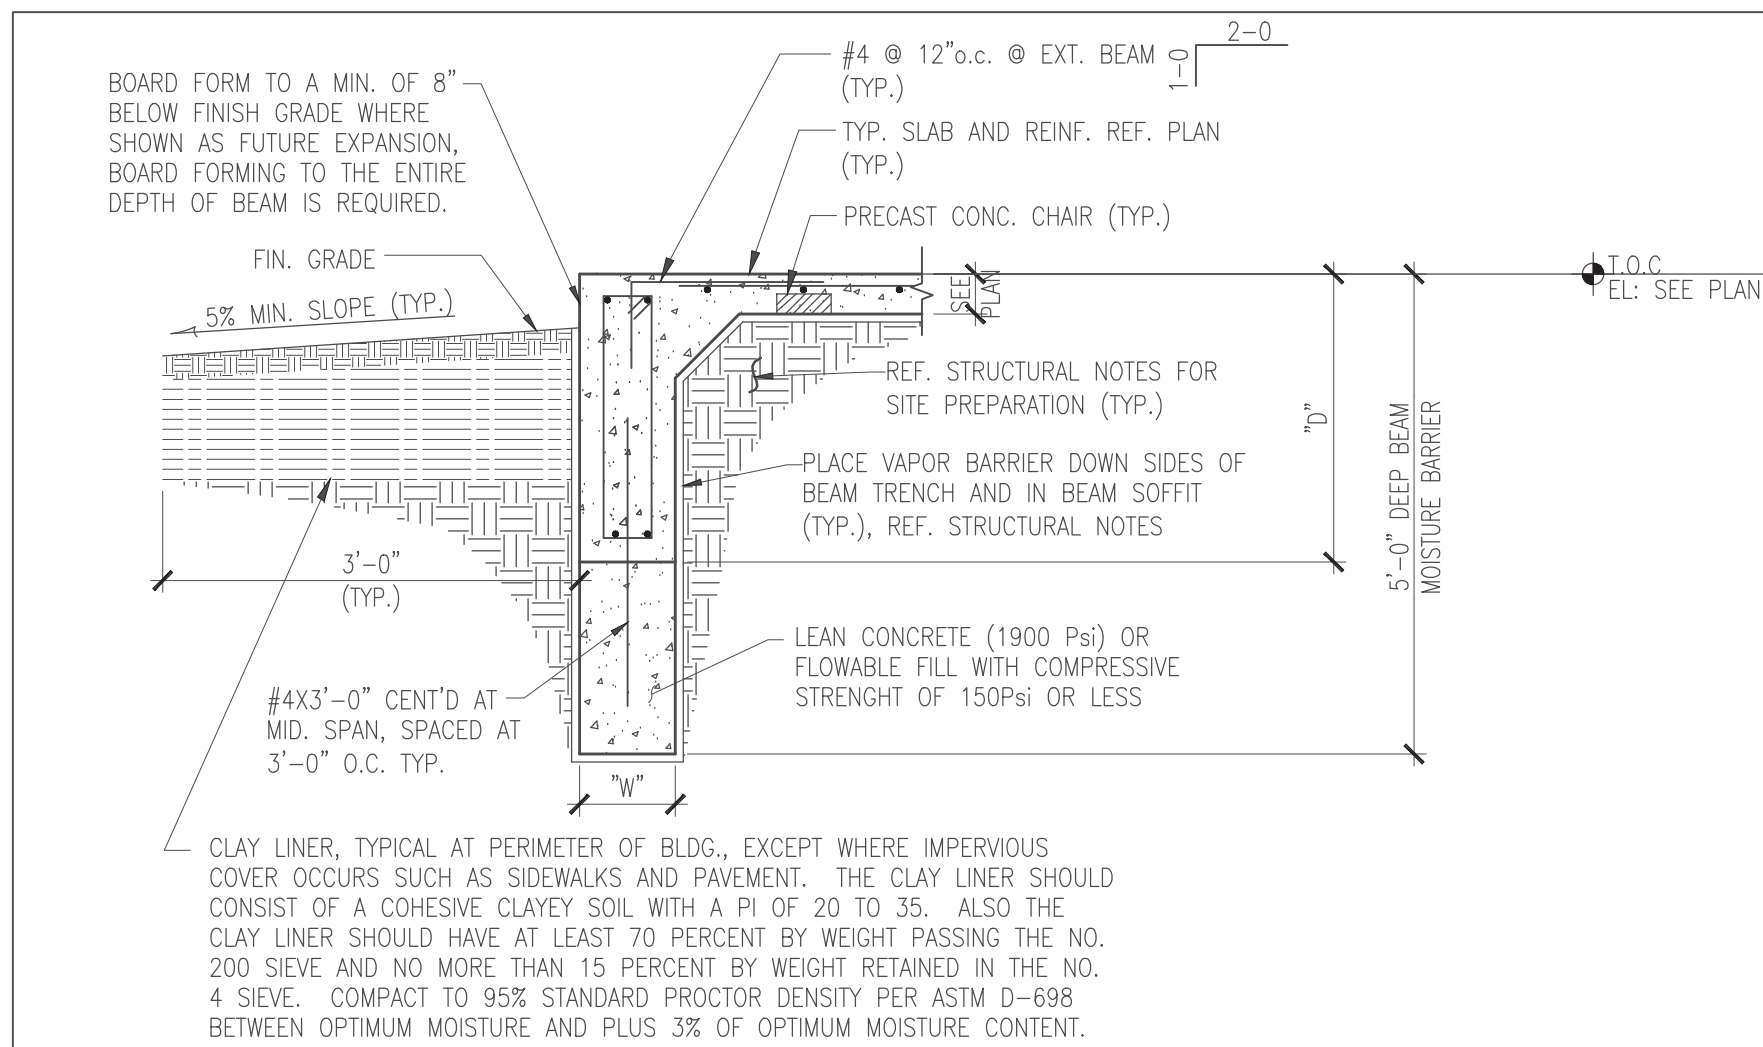 #4 @ 12"o.c. @ EXT. BEAM
(TYP.)
2-0
1-0
BOARD FORM TO A MIN. OF 8"
BELOW FINISH GRADE WHERE
SHOWN AS FUTURE EXPANSION,
BOARD FORMING TO THE ENTIRE
DEPTH OF BEAM IS REQUIRED.
TYP. SLAB AND REINF. REF. PLAN
(TYP.)
PRECAST CONC. CHAIR (TYP.)
FIN. GRADE
5% MIN. SLOPE (TYP.)
SEE
PLAN
T.O.C
EL: SEE PLAN
REF. STRUCTURAL NOTES FOR
SITE PREPARATION (TYP.)
"D"
5'-0" DEEP BEAM
MOISTURE BARRIER
PLACE VAPOR BARRIER DOWN SIDES OF
BEAM TRENCH AND IN BEAM SOFFIT
(TYP.), REF. STRUCTURAL NOTES
3'-0"
(TYP.)
LEAN CONCRETE (1900 Psi) OR
FLOWABLE FILL WITH COMPRESSIVE
STRENGHT OF 150Psi OR LESS
#4X3'-0" CENT'D AT
MID. SPAN, SPACED AT
3'-0" O.C. TYP.
"W"
CLAY LINER, TYPICAL AT PERIMETER OF BLDG., EXCEPT WHERE IMPERVIOUS
COVER OCCURS SUCH AS SIDEWALKS AND PAVEMENT. THE CLAY LINER SHOULD
CONSIST OF A COHESIVE CLAYEY SOIL WITH A PI OF 20 TO 35. ALSO THE
CLAY LINER SHOULD HAVE AT LEAST 70 PERCENT BY WEIGHT PASSING THE NO.
200 SIEVE AND NO MORE THAN 15 PERCENT BY WEIGHT RETAINED IN THE NO.
4 SIEVE. COMPACT TO 95% STANDARD PROCTOR DENSITY PER ASTM D-698
BETWEEN OPTIMUM MOISTURE AND PLUS 3% OF OPTIMUM MOISTURE CONTENT.